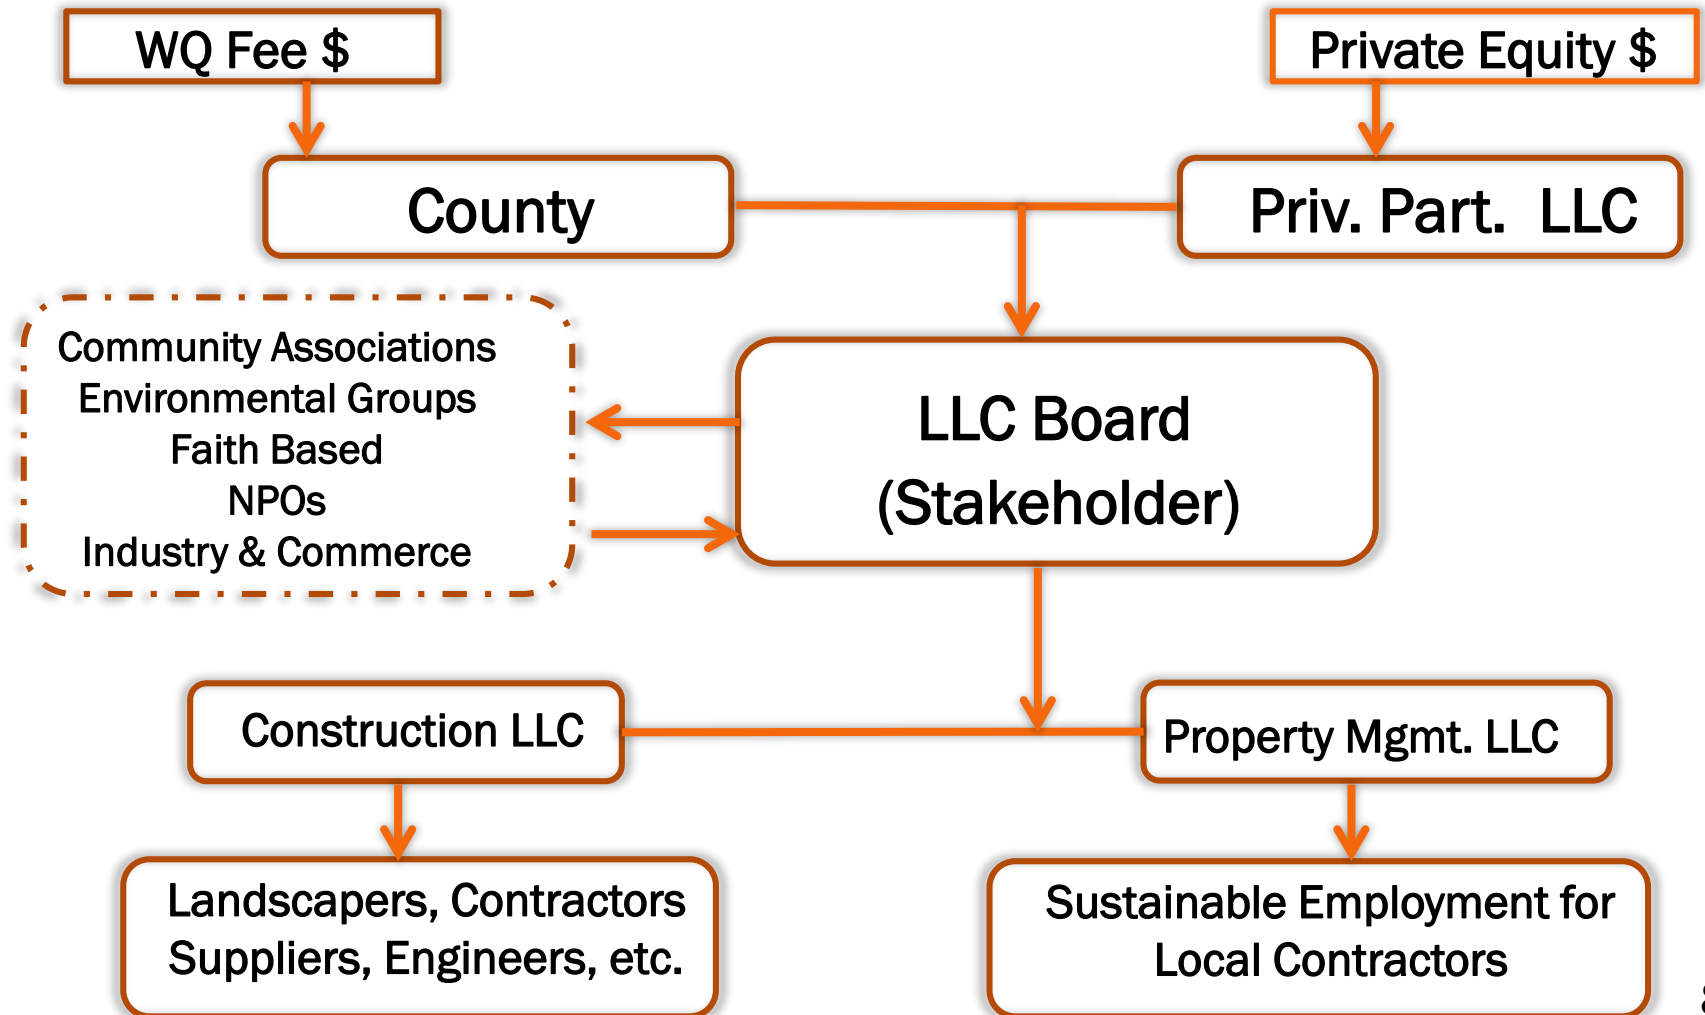 WQ Fee $
Private Equity $
County
Priv. Part. LLC
Community Associations
Environmental Groups
Faith Based
NPOs
Industry & Commerce
LLC Board
(Stakeholder)
Construction LLC
Property Mgmt. LLC
Landscapers, Contractors
Suppliers, Engineers, etc.
Sustainable Employment for
Local Contractors